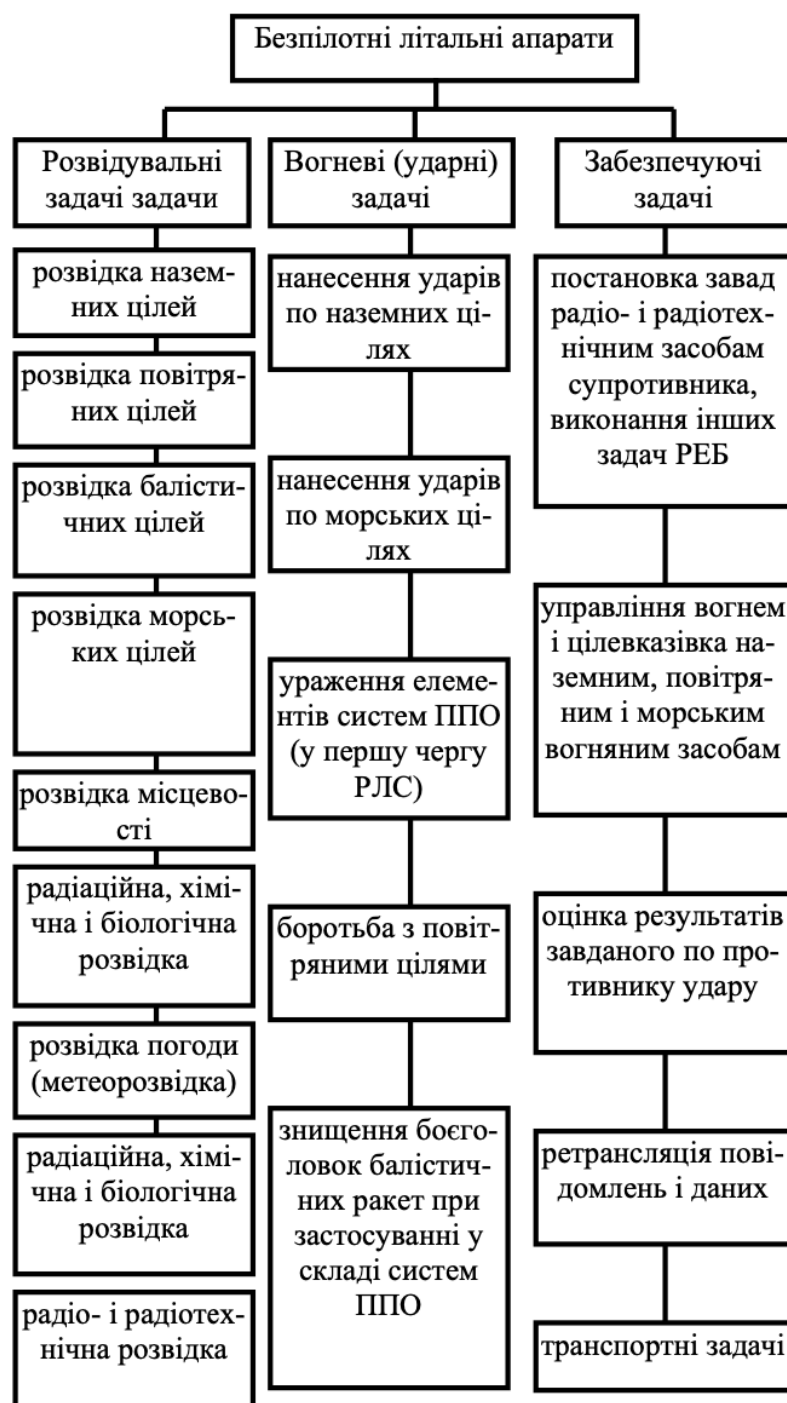 Безпілотні літальні апарати
Розвідувальні
задачі задачи
розвідка назем-
них цілей
розвідка повітря-
них цілей
розвідка балісти-
чних цілей
розвідка морсь-
ких цілей
розвідка місцево-
сті
радіаційна, хімі-
чна і біологічна
розвідка
розвідка погоди
(метеорозвідка)
радіаційна, хімі-
чна і біологічна
розвідка
радіо- і радіотех-
нічна розвідка
Вогневі (ударні)
задачі
нанесення ударів
по наземних ці-
лях
нанесення ударів
по морських ці-
лях
ураження елеме-
нтів систем ППО
(у першу чергу
РЛС)
боротьба з повіт-
ряними цілями
знищення боєго-
ловок балістич-
них ракет при
застосуванні у
складі систем
ППО
Забезпечуючі
задачі
постановка завад
радіо- і радіотех-
нічним засобам
супротивника,
виконання інших
задач РЕБ
управління вогнем
і цілевказівка на-
земним, повітря-
ним і морським
вогняним засобам
оцінка результатів
завданого по про-
тивнику удару
ретрансляція пові-
домлень і даних
транспортні задачі